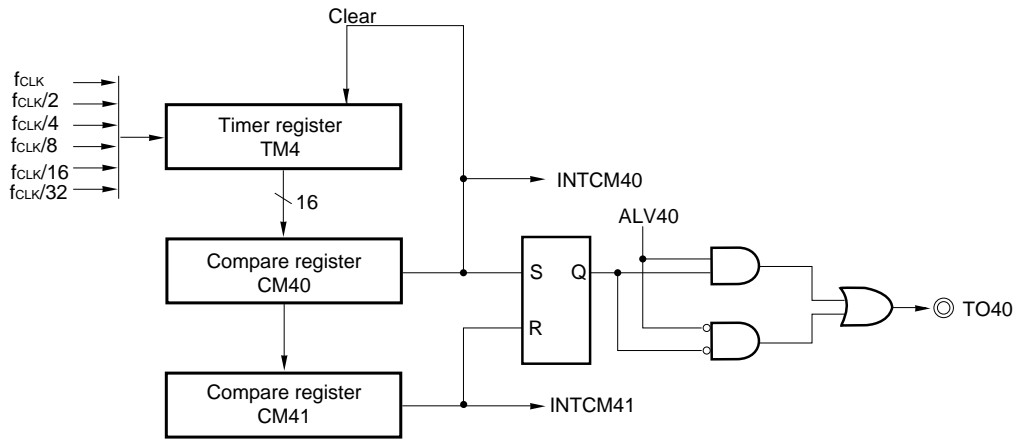 Clear
fCLK
fCLK/2
fCLK/4
fCLK/8
fCLK/16
fCLK/32
Timer register
TM4
16
INTCM40
ALV40
Compare register
CM40
S Q
R
TO40
Compare register
CM41
INTCM41